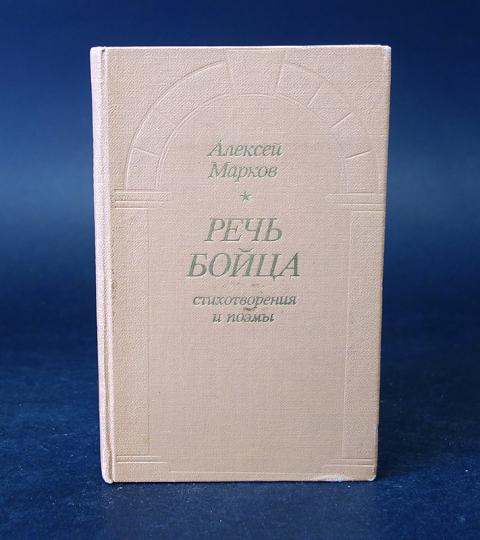 Алексей
Марков
РЕЧЬ
БОЙЦА
стихотворения
и поэмы